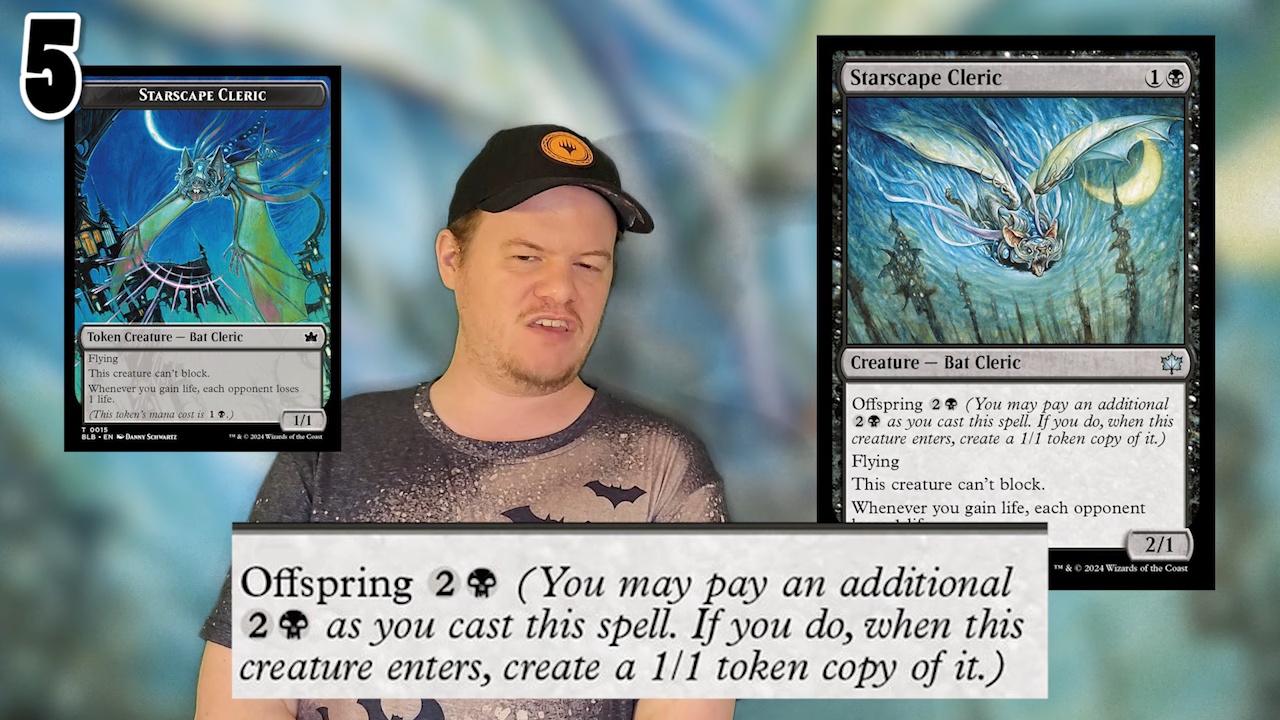 5
STARSCAPE CLERIC
Token Creature — Bat Cleric
Flying
This creature can't block.
Whenever you gain life, each opponent loses
1 life.
(This token's mana cost is 1.)
1/1
T 0015
BLB • EN DANNY SCHWARTZ
™ & © 2024 Wizards of the Coast
Starscape Cleric 1
Creature — Bat Cleric
Offspring 2 (You may pay an additional
2 as you cast this spell. If you do, when this
creature enters, create a 1/1 token copy of it.)
Flying
This creature can't block.
Whenever you gain life, each opponent
2/1
™ & © 2024 Wizards of the Coast
Offspring 2 (You may pay an additional
2 as you cast this spell. If you do, when this
creature enters, create a 1/1 token copy of it.)